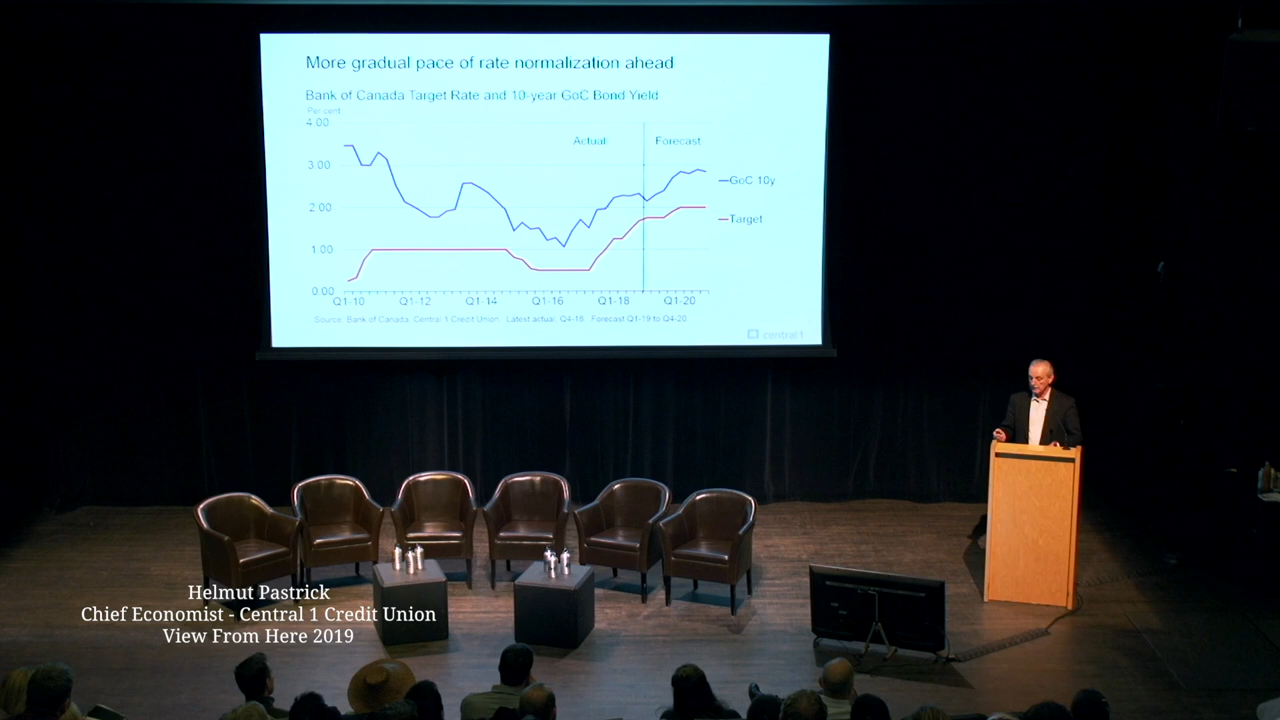 More gradual pace of rate normalization ahead
Bank of Canada Target Rate and 10-year GoC Bond Yield
Per cent
4.00
Actual
Forecast
3.00
GoC 10y
2.00
Target
1.00
0.00
Q1-10 Q1-12 Q1-14 Q1-16 Q1-18 Q1-20
Source: Bank of Canada, Central 1 Credit Union. Latest actual: Q4-18. Forecast Q1-19 to Q4-20.
central1
Helmut Pastrick
Chief Economist - Central 1 Credit Union
View From Here 2019